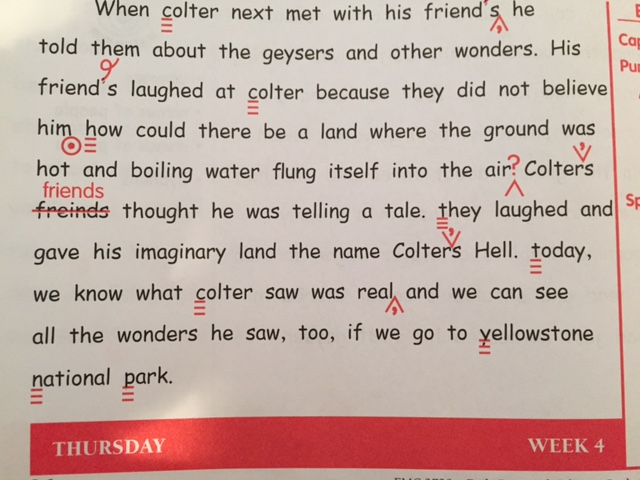 When colter next met with his friend's, he
told them about the geysers and other wonders. His
friend's laughed at colter because they did not believe
him how could there be a land where the ground was
hot and boiling water flung itself into the air? Colter's
friends
freinds thought he was telling a tale. they laughed and
gave his imaginary land the name Colter's Hell. today,
we know what colter saw was real, and we can see
all the wonders he saw, too, if we go to yellowstone
national park.
Cap
Pu
Sp
THURSDAY WEEK 4